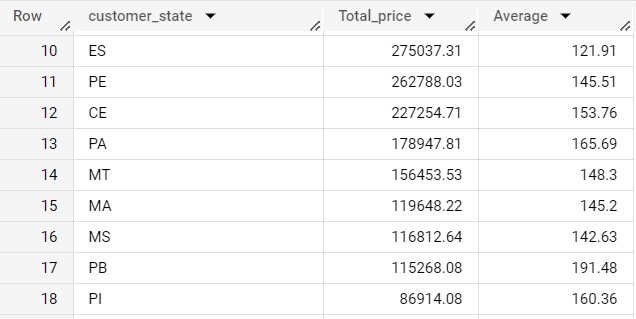 Row customer_state Total_price Average
10 ES 275037.31 121.91
11 PE 262788.03 145.51
12 CE 227254.71 153.76
13 PA 178947.81 165.69
14 MT 156453.53 148.3
15 MA 119648.22 145.2
16 MS 116812.64 142.63
17 PB 115268.08 191.48
18 PI 86914.08 160.36